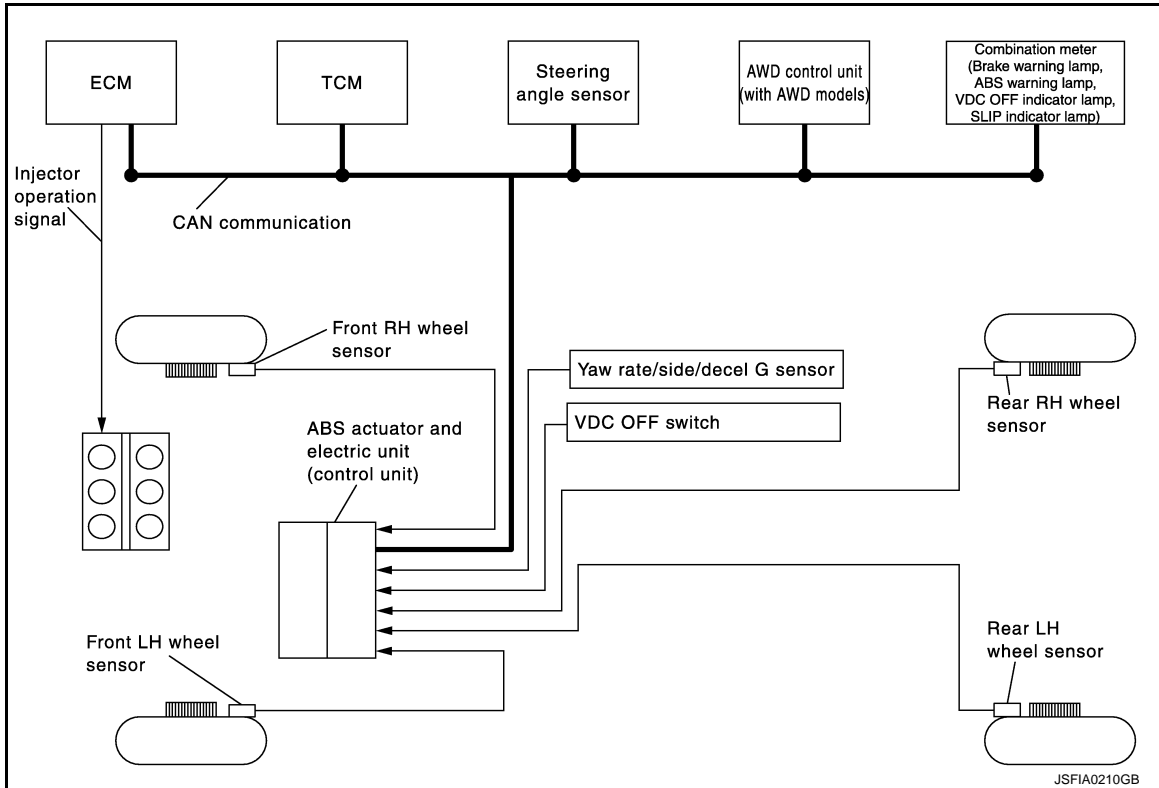 ECM
TCM
Steering
angle sensor
AWD control unit
(with AWD models)
Combination meter
(Brake warning lamp,
ABS warning lamp,
VDC OFF indicator lamp,
SLIP indicator lamp)
Injector
operation
signal
CAN communication
Front RH wheel
sensor
Yaw rate/side/decel G sensor
VDC OFF switch
Rear RH wheel
sensor
ABS actuator and
electric unit
(control unit)
Front LH wheel
sensor
Rear LH
wheel sensor
JSFIA0210GB